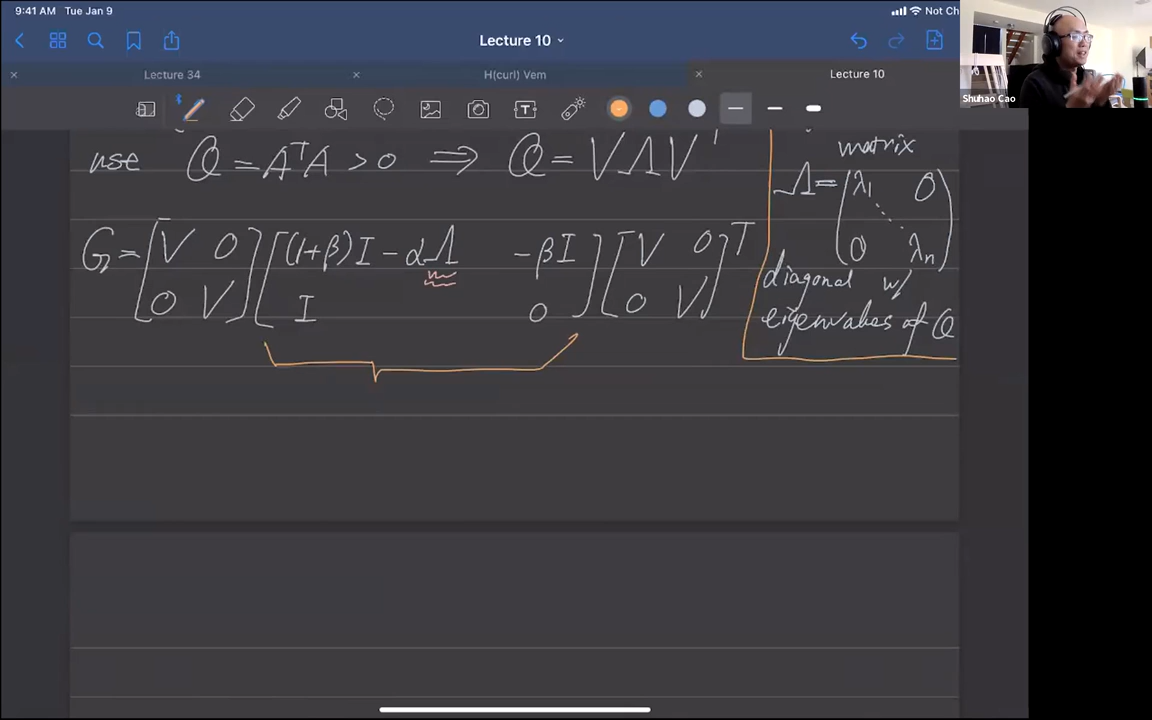 9:41 AM Tue Jan 9
Not Ch
Lecture 10
Lecture 34
H(curl) Vem
Lecture 10
Shuhao Cao
use Q = AᵀA > 0 ⟹ Q = VΛV
matrix
Λ = (λ₁ 0
⋱
0 λₙ)
diagonal w/
eigenvalues of Q
G = [V 0 [(1+β)I − αΛ −βI [V 0 T
0 V] I 0] 0 V]